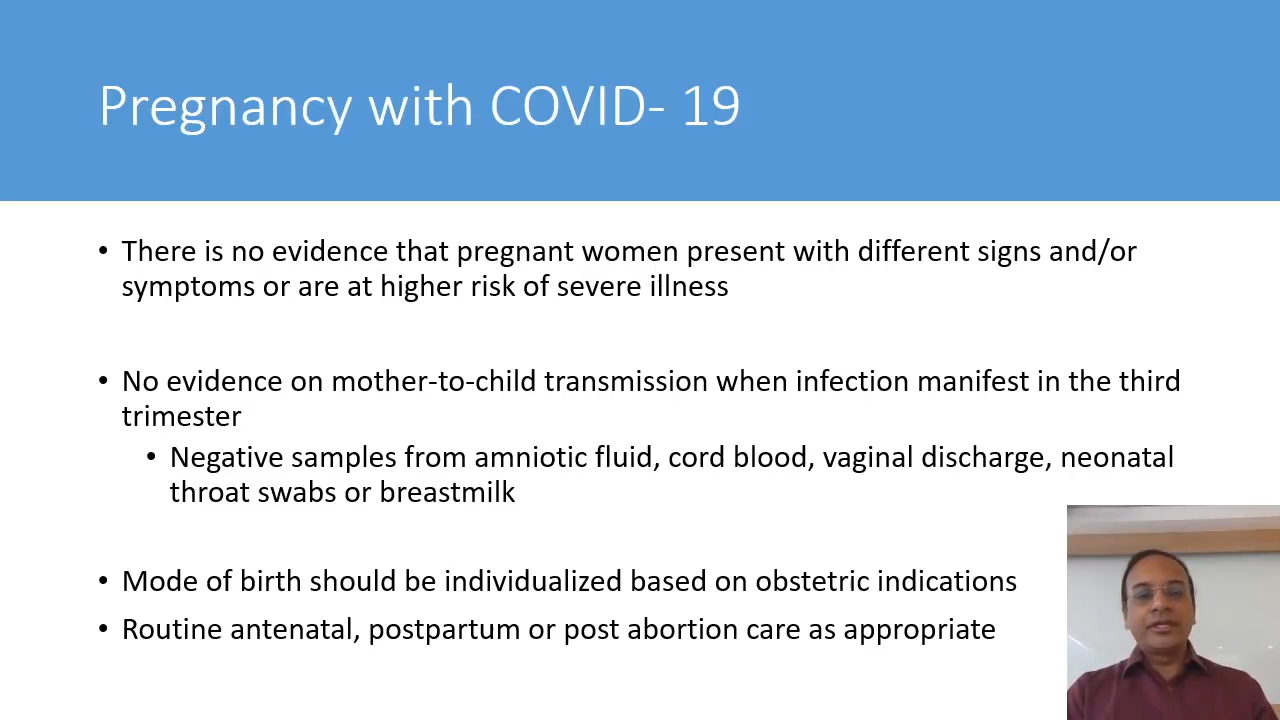 Pregnancy with COVID- 19
• There is no evidence that pregnant women present with different signs and/or
symptoms or are at higher risk of severe illness
• No evidence on mother-to-child transmission when infection manifest in the third
trimester
• Negative samples from amniotic fluid, cord blood, vaginal discharge, neonatal
throat swabs or breastmilk
• Mode of birth should be individualized based on obstetric indications
• Routine antenatal, postpartum or post abortion care as appropriate